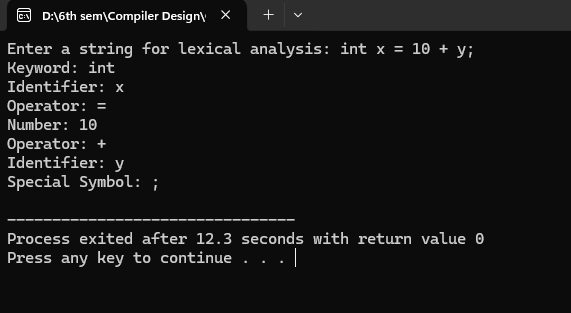 D:\6th sem\Compiler Design\
Enter a string for lexical analysis: int x = 10 + y;
Keyword: int
Identifier: x
Operator: =
Number: 10
Operator: +
Identifier: y
Special Symbol: ;
--------------------------------
Process exited after 12.3 seconds with return value 0
Press any key to continue . . .